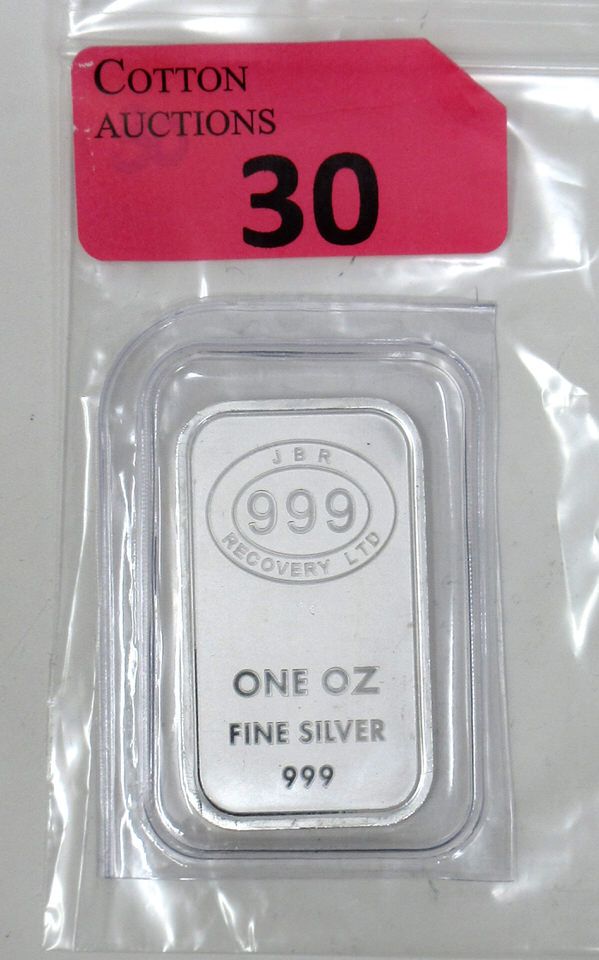 COTTON
AUCTIONS
30
JBR
999
RECOVERY LTD
ONE OZ
FINE SILVER
999